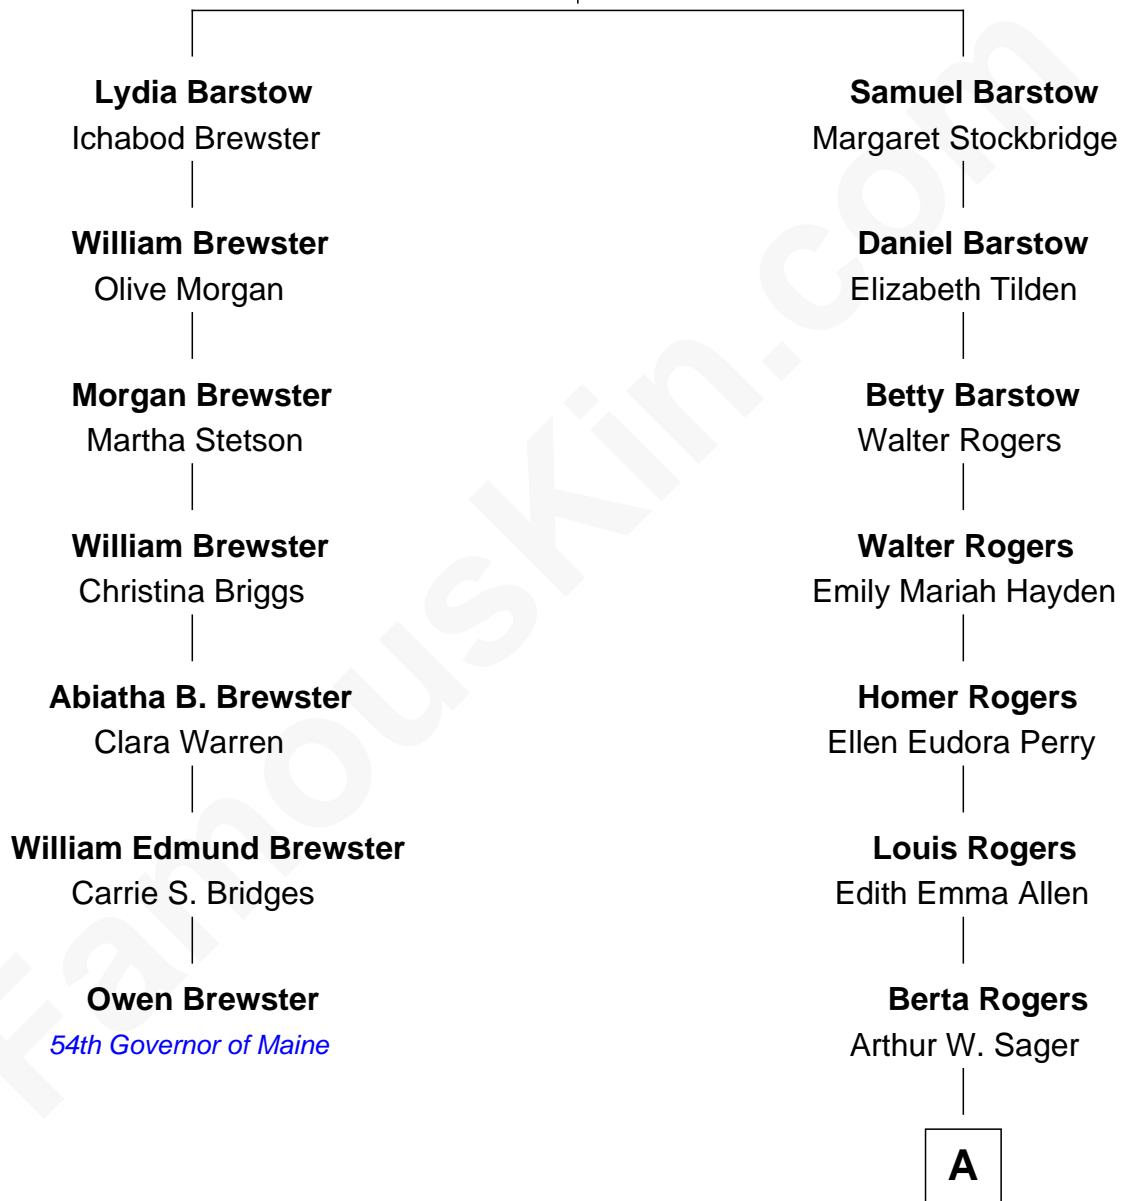 Lydia Barstow
Ichabod Brewster
William Brewster
Olive Morgan
Morgan Brewster
Martha Stetson
William Brewster
Christina Briggs
Abiatha B. Brewster
Clara Warren
William Edmund Brewster
Carrie S. Bridges
Owen Brewster
54th Governor of Maine
Samuel Barstow
Margaret Stockbridge
Daniel Barstow
Elizabeth Tilden
Betty Barstow
Walter Rogers
Walter Rogers
Emily Mariah Hayden
Homer Rogers
Ellen Eudora Perry
Louis Rogers
Edith Emma Allen
Berta Rogers
Arthur W. Sager
A
FamousKin.com